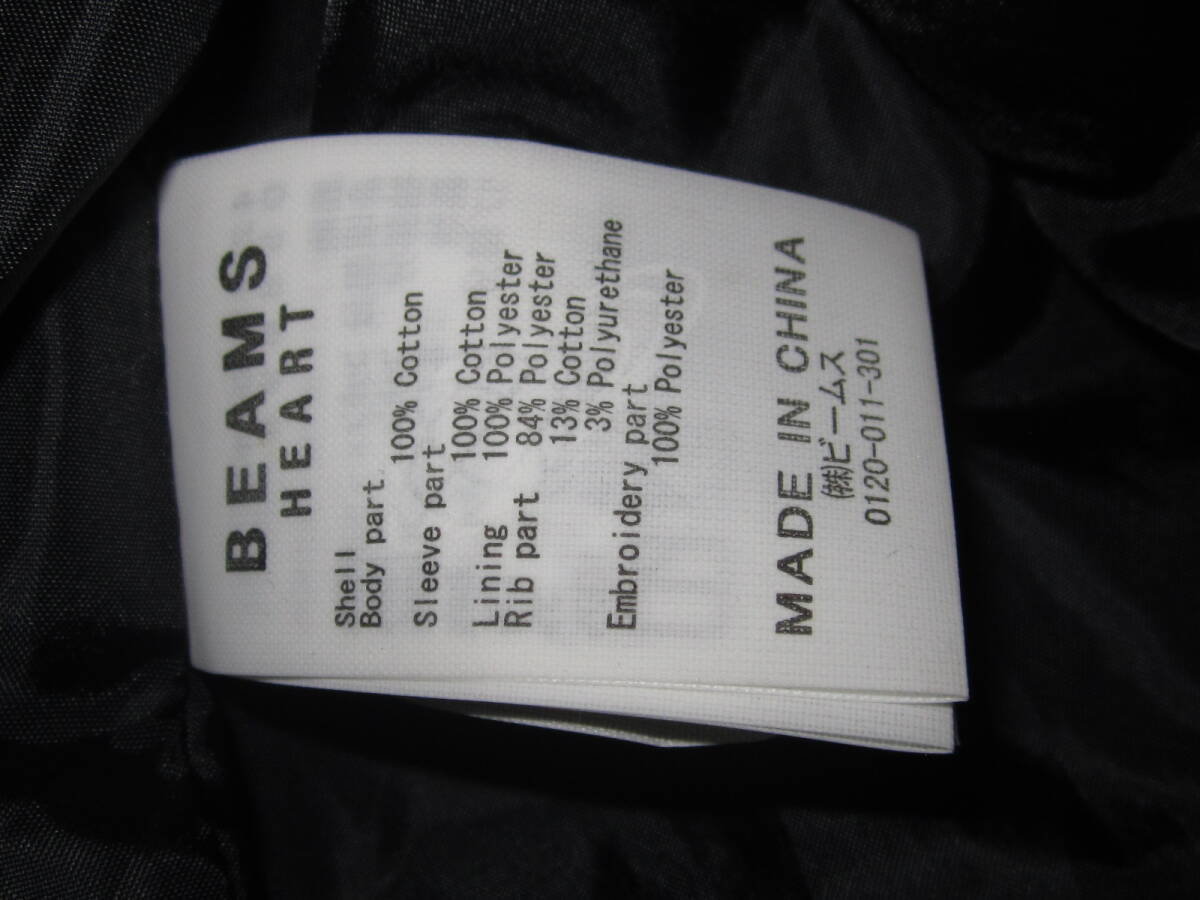 BEAMS
HEART
Shell
Body part
100% Cotton
Sleeve part
100% Cotton
Lining 100% Polyester
Rib part 84% Polyester
13% Cotton
3% Polyurethane
Embroidery part
100% Polyester
MADE IN CHINA
㈱ビームス
0120-011-301